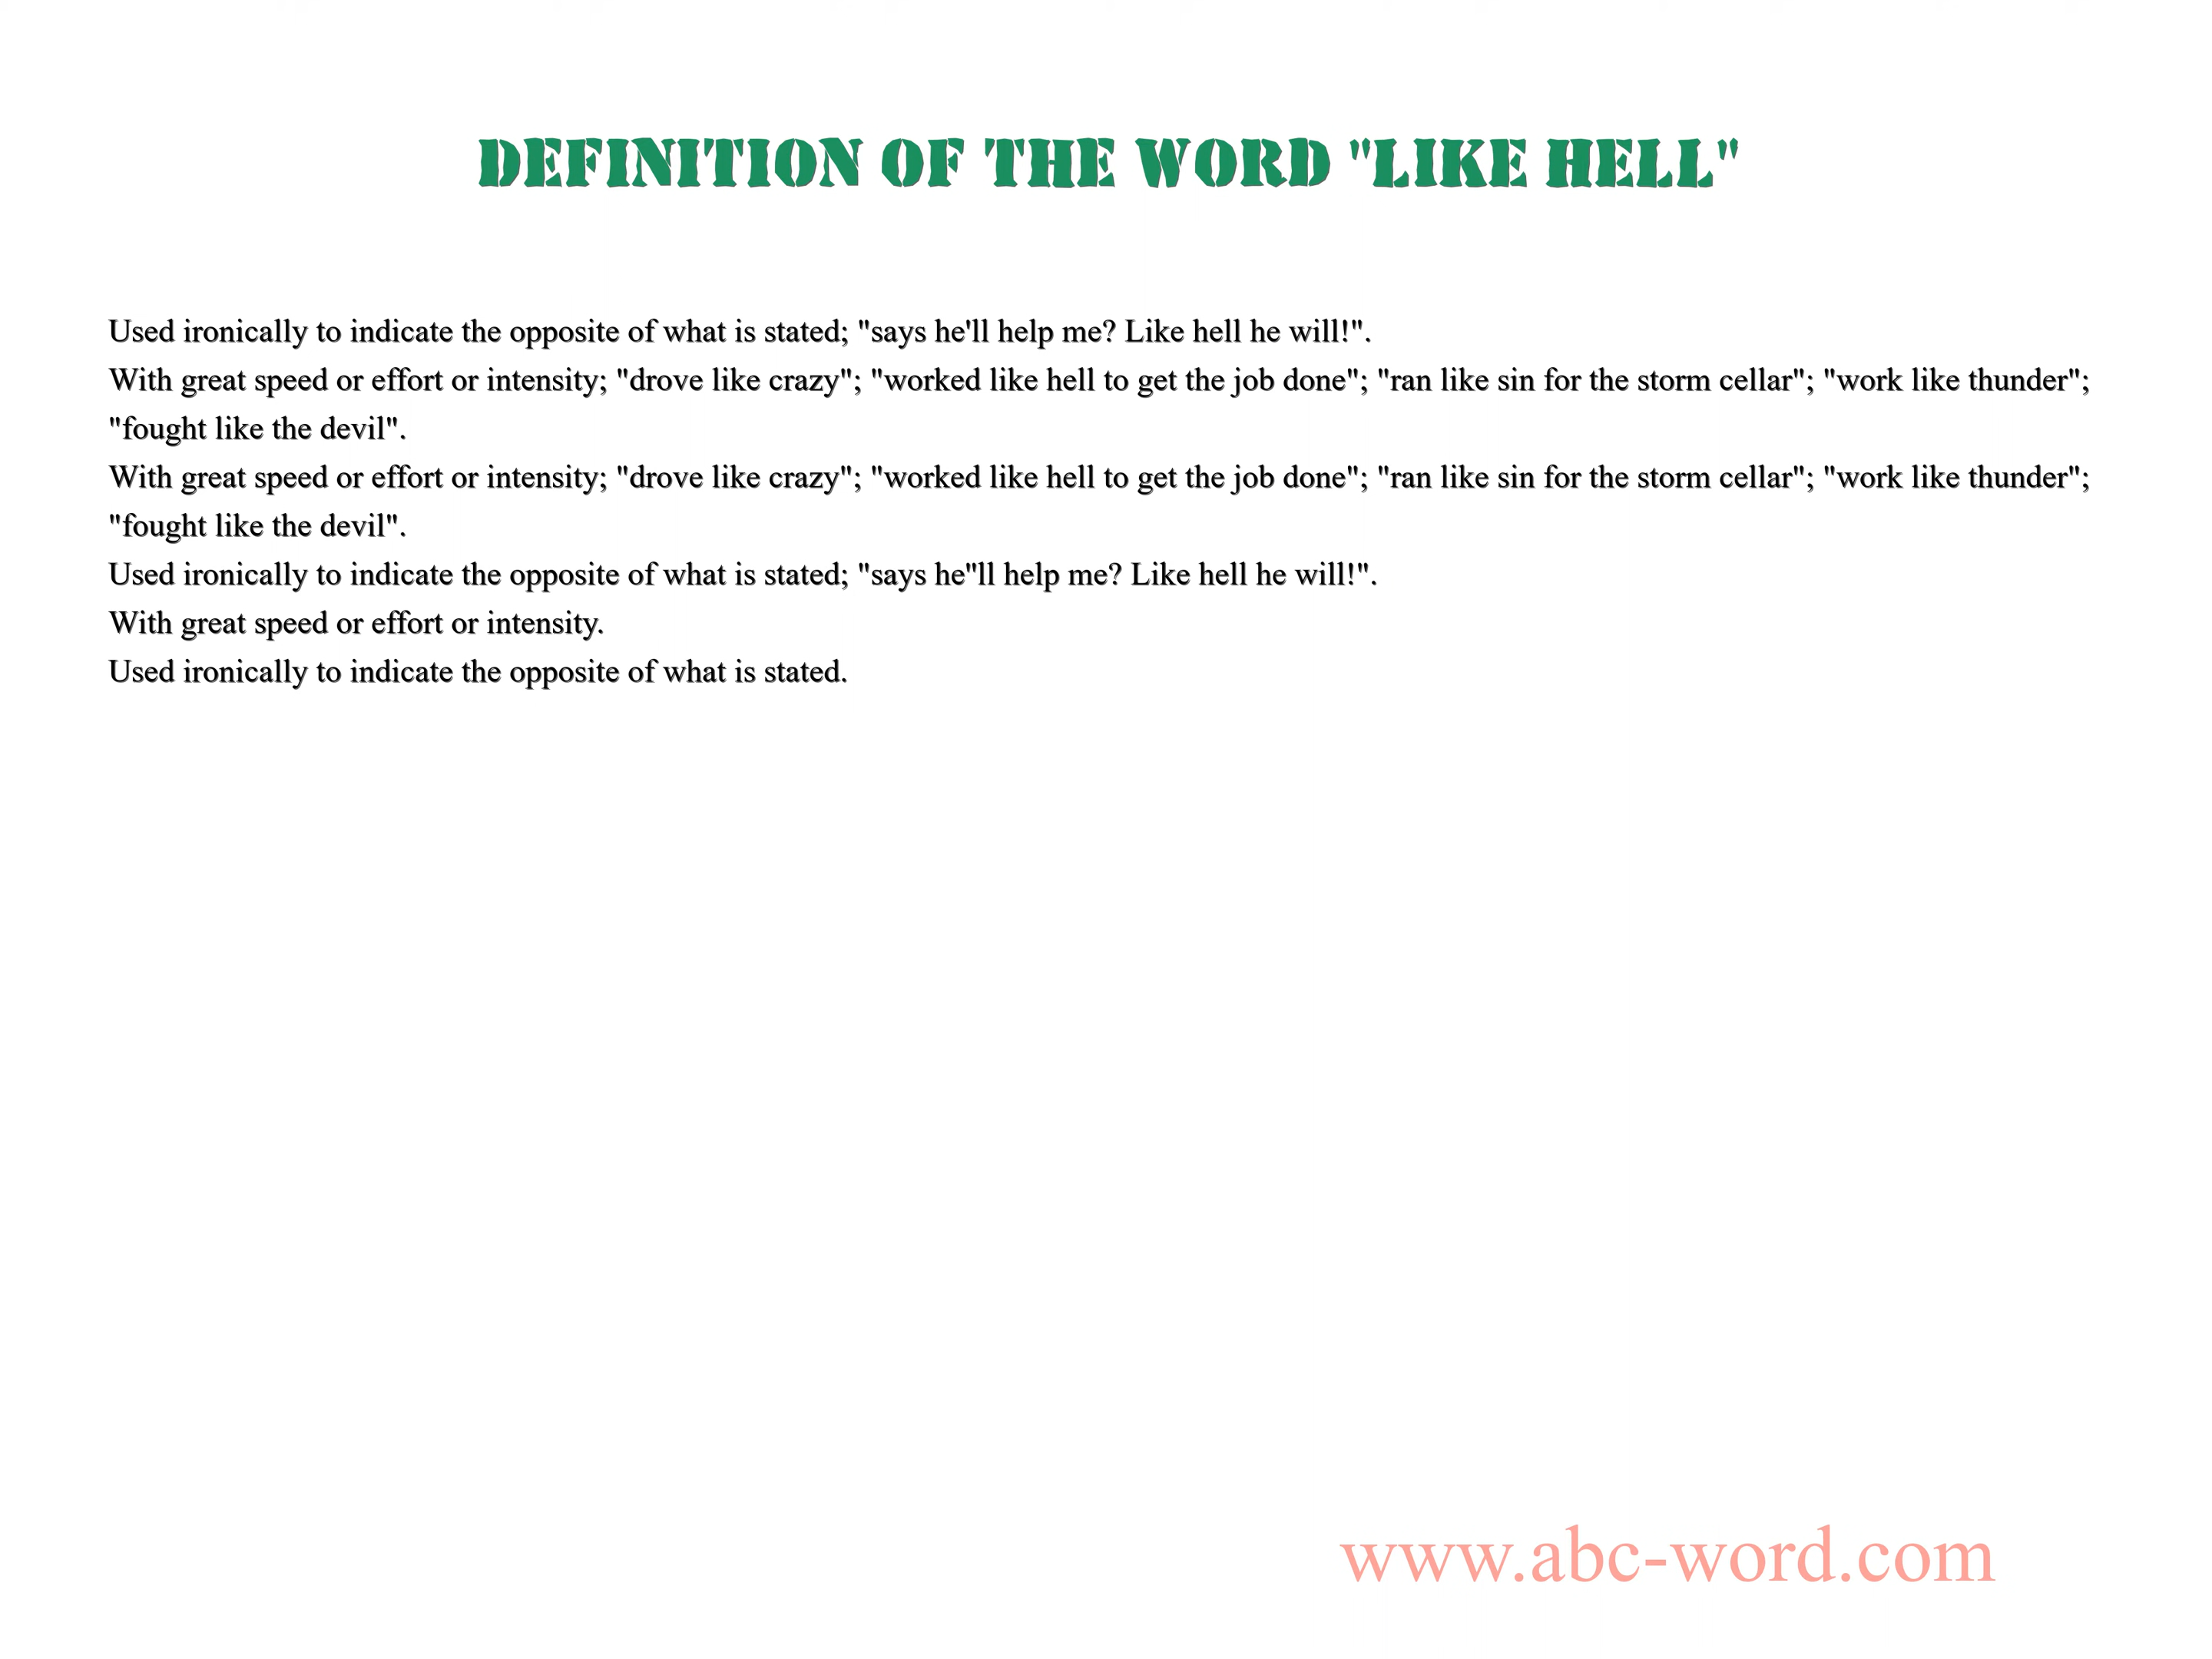 DEFINITION OF THE WORD "LIKE HELL"
Used ironically to indicate the opposite of what is stated; "says he'll help me? Like hell he will!".
With great speed or effort or intensity; "drove like crazy"; "worked like hell to get the job done"; "ran like sin for the storm cellar"; "work like thunder";
"fought like the devil".
With great speed or effort or intensity; "drove like crazy"; "worked like hell to get the job done"; "ran like sin for the storm cellar"; "work like thunder";
"fought like the devil".
Used ironically to indicate the opposite of what is stated; "says he"ll help me? Like hell he will!".
With great speed or effort or intensity.
Used ironically to indicate the opposite of what is stated.
www.abc-word.com